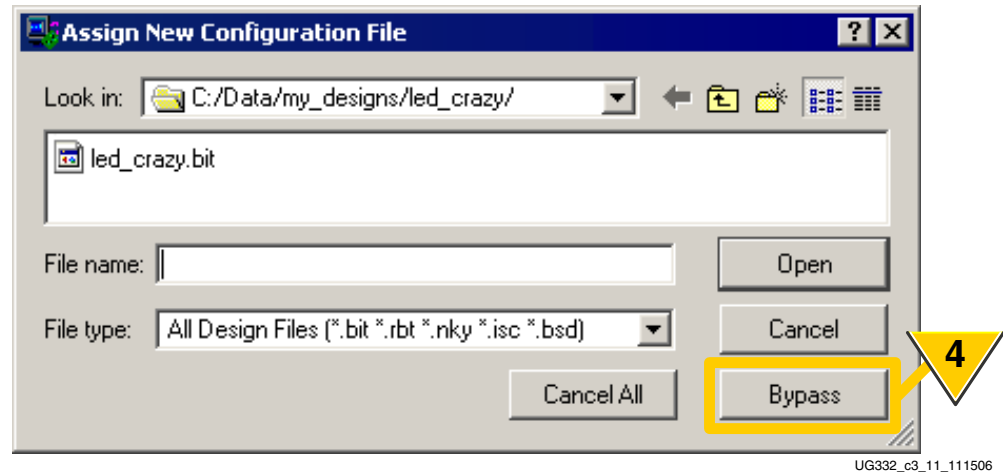 Assign New Configuration File
Look in: C:/Data/my_designs/led_crazy/
led_crazy.bit
File name: Open
File type: All Design Files (*.bit *.rbt *.nky *.isc *.bsd) Cancel
4
Cancel All Bypass
UG332_c3_11_111506